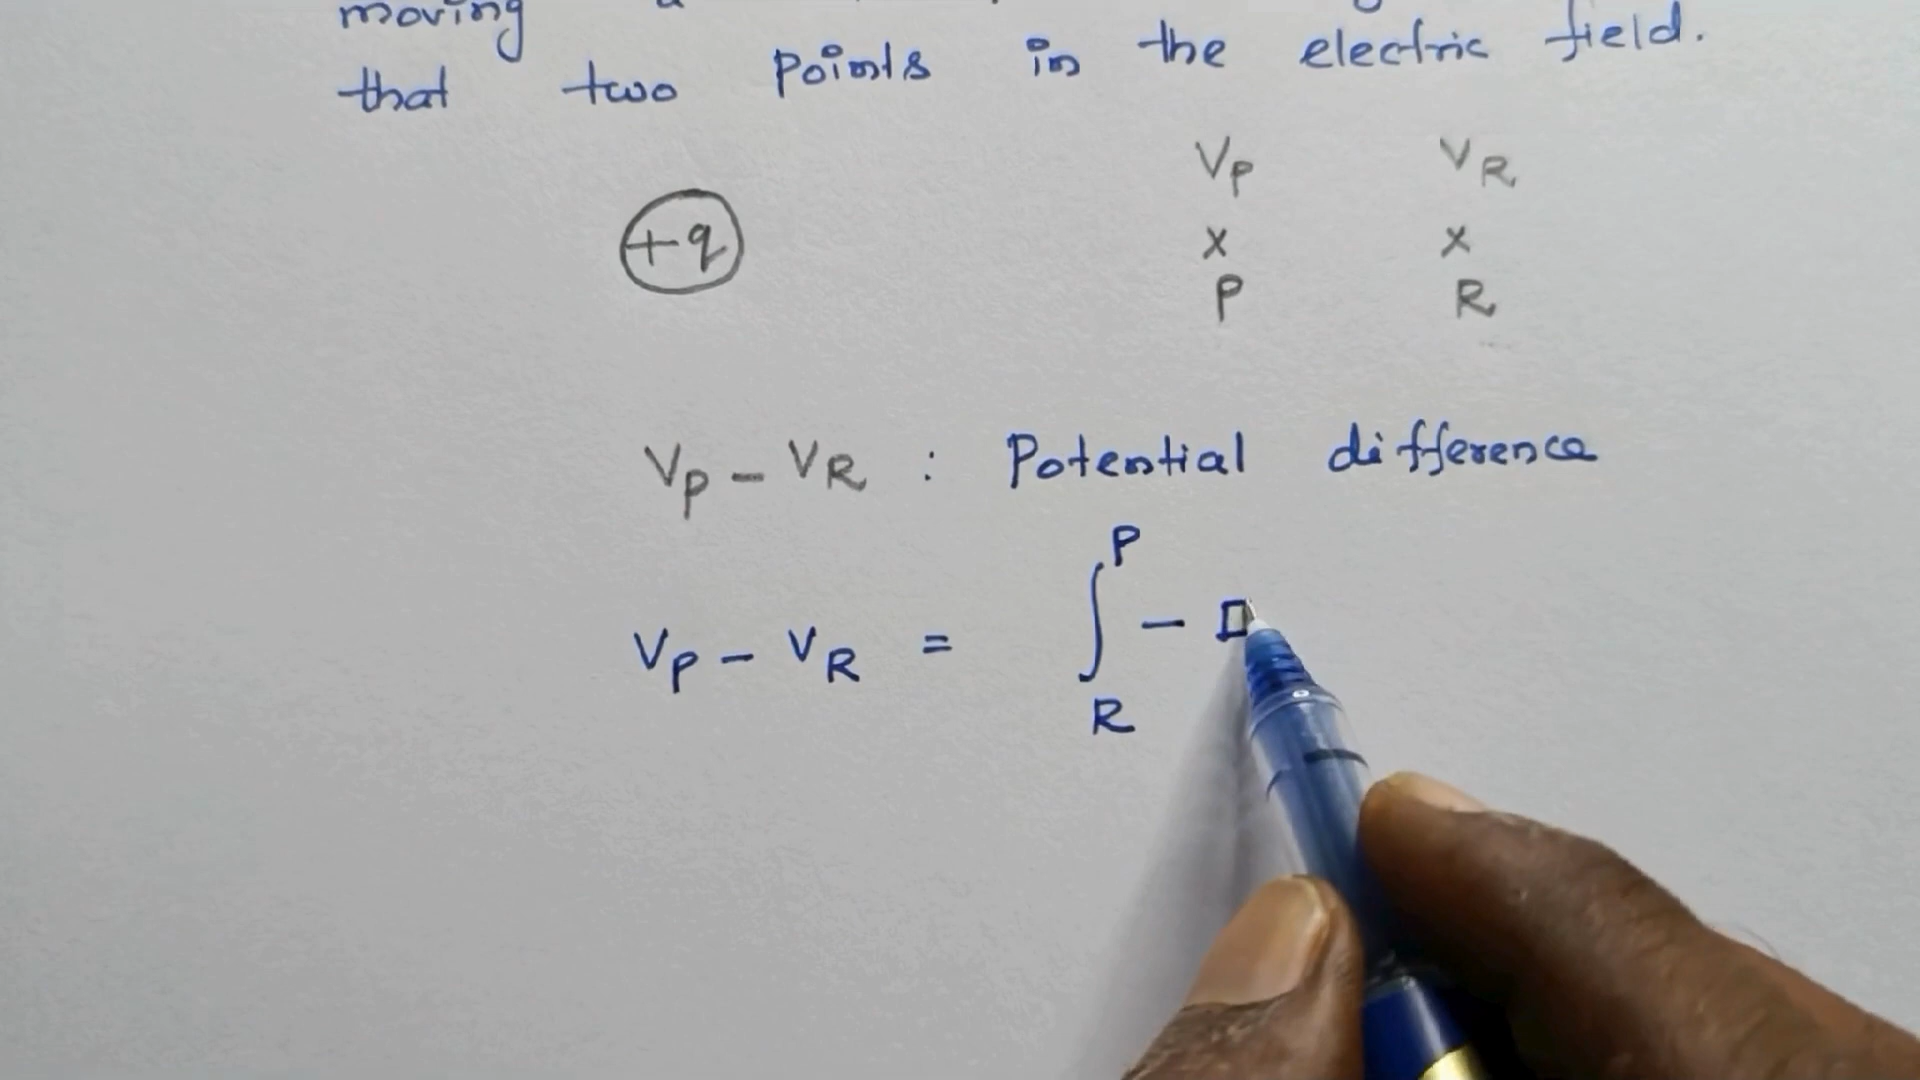 moving
that two points in the electric field.
VP VR
+q x x
P R
VP - VR : Potential difference
P
VP - VR = ∫ -
R